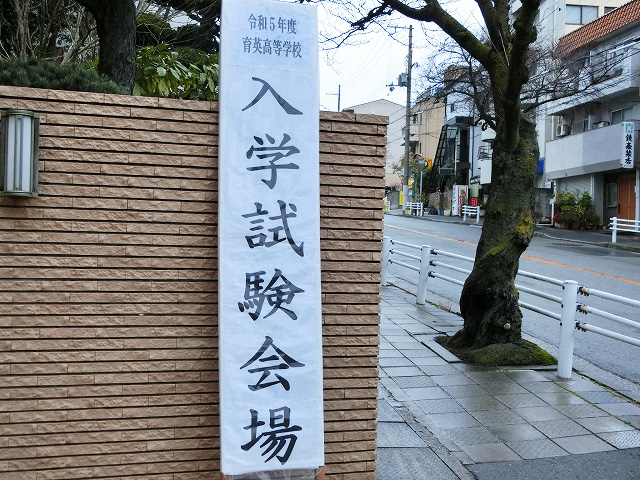 令和5年度
育英高等学校
入学試験会場